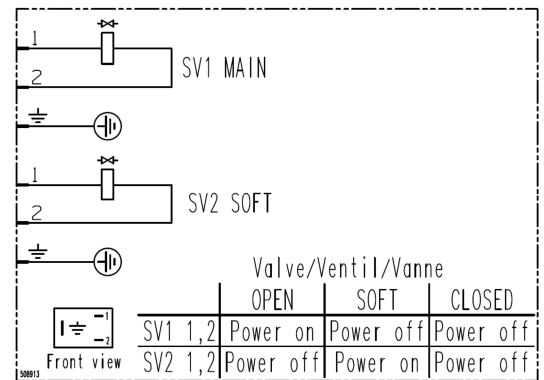 1
2
SV1 MAIN
1
2
SV2 SOFT
Valve/Ventil/Vanne
OPEN SOFT CLOSED
SV1 1,2 Power on Power off Power off
SV2 1,2 Power off Power on Power off
1
2
Front view
508913